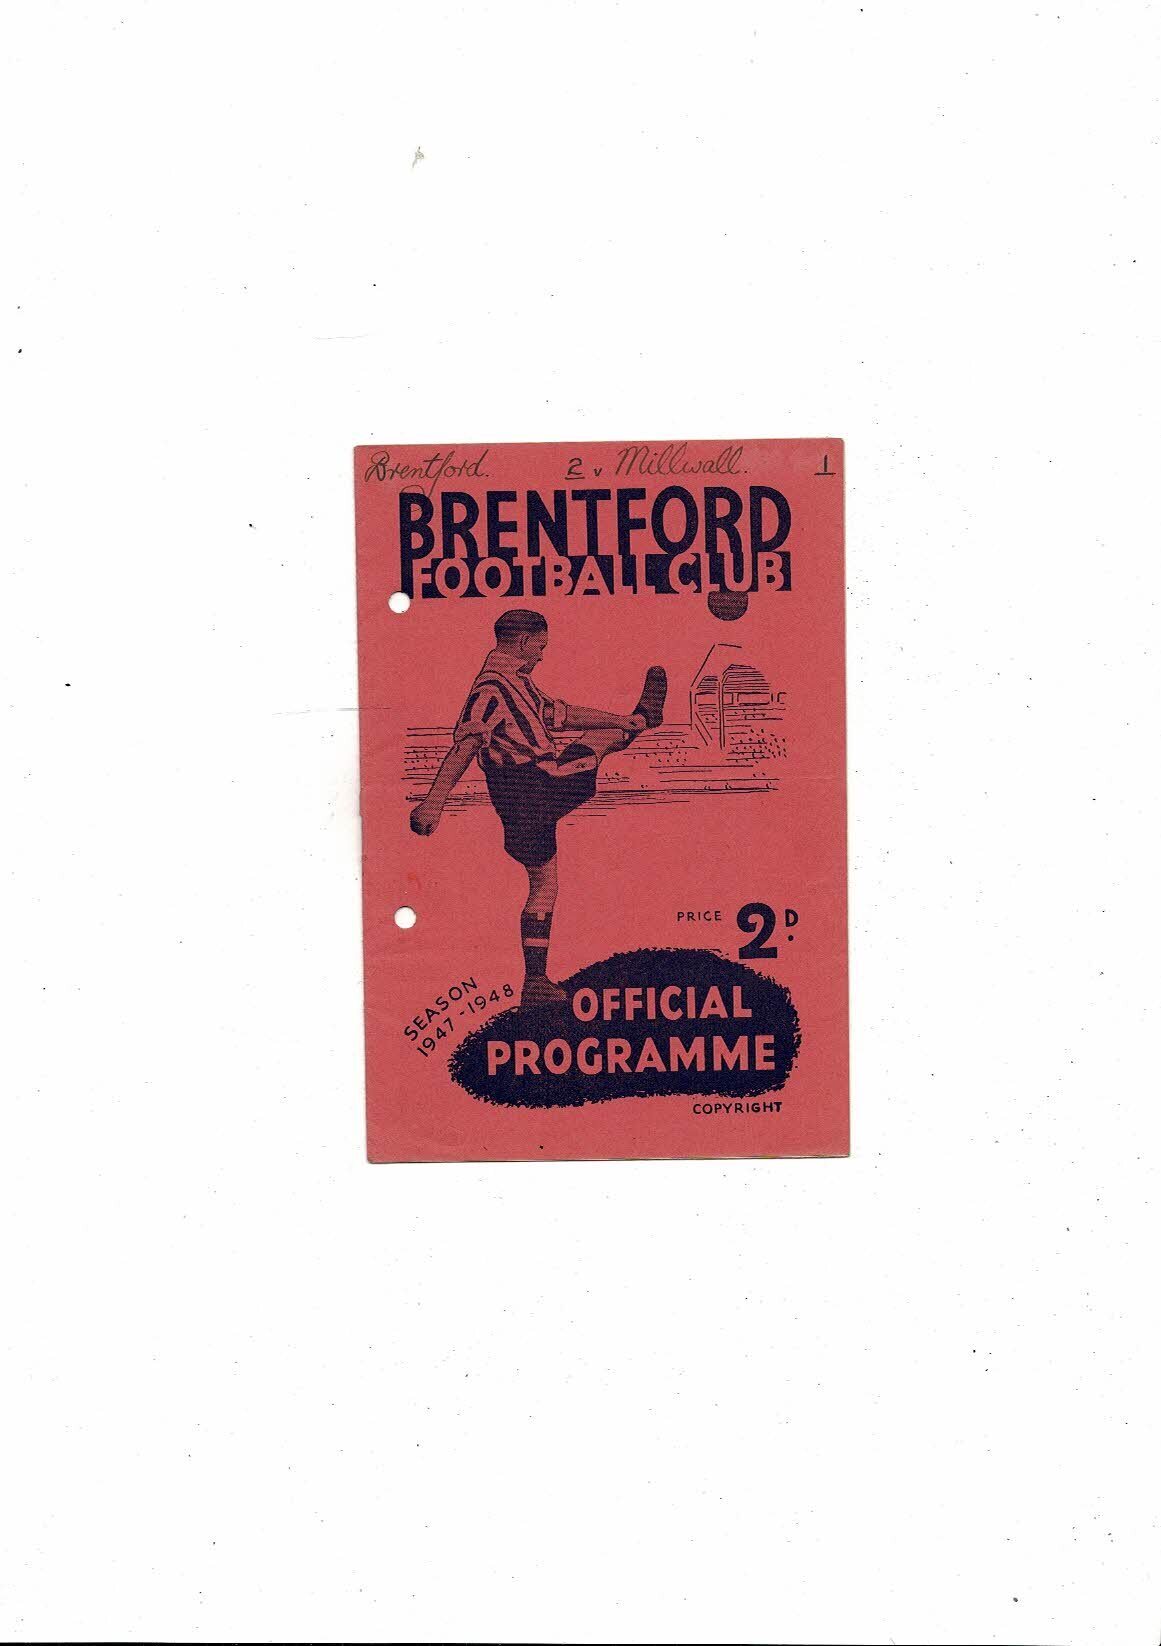 Brentford. 2 v Millwall. 1
BRENTFORD
FOOTBALL CLUB
PRICE 2D.
SEASON
1947-1948
OFFICIAL
PROGRAMME
COPYRIGHT